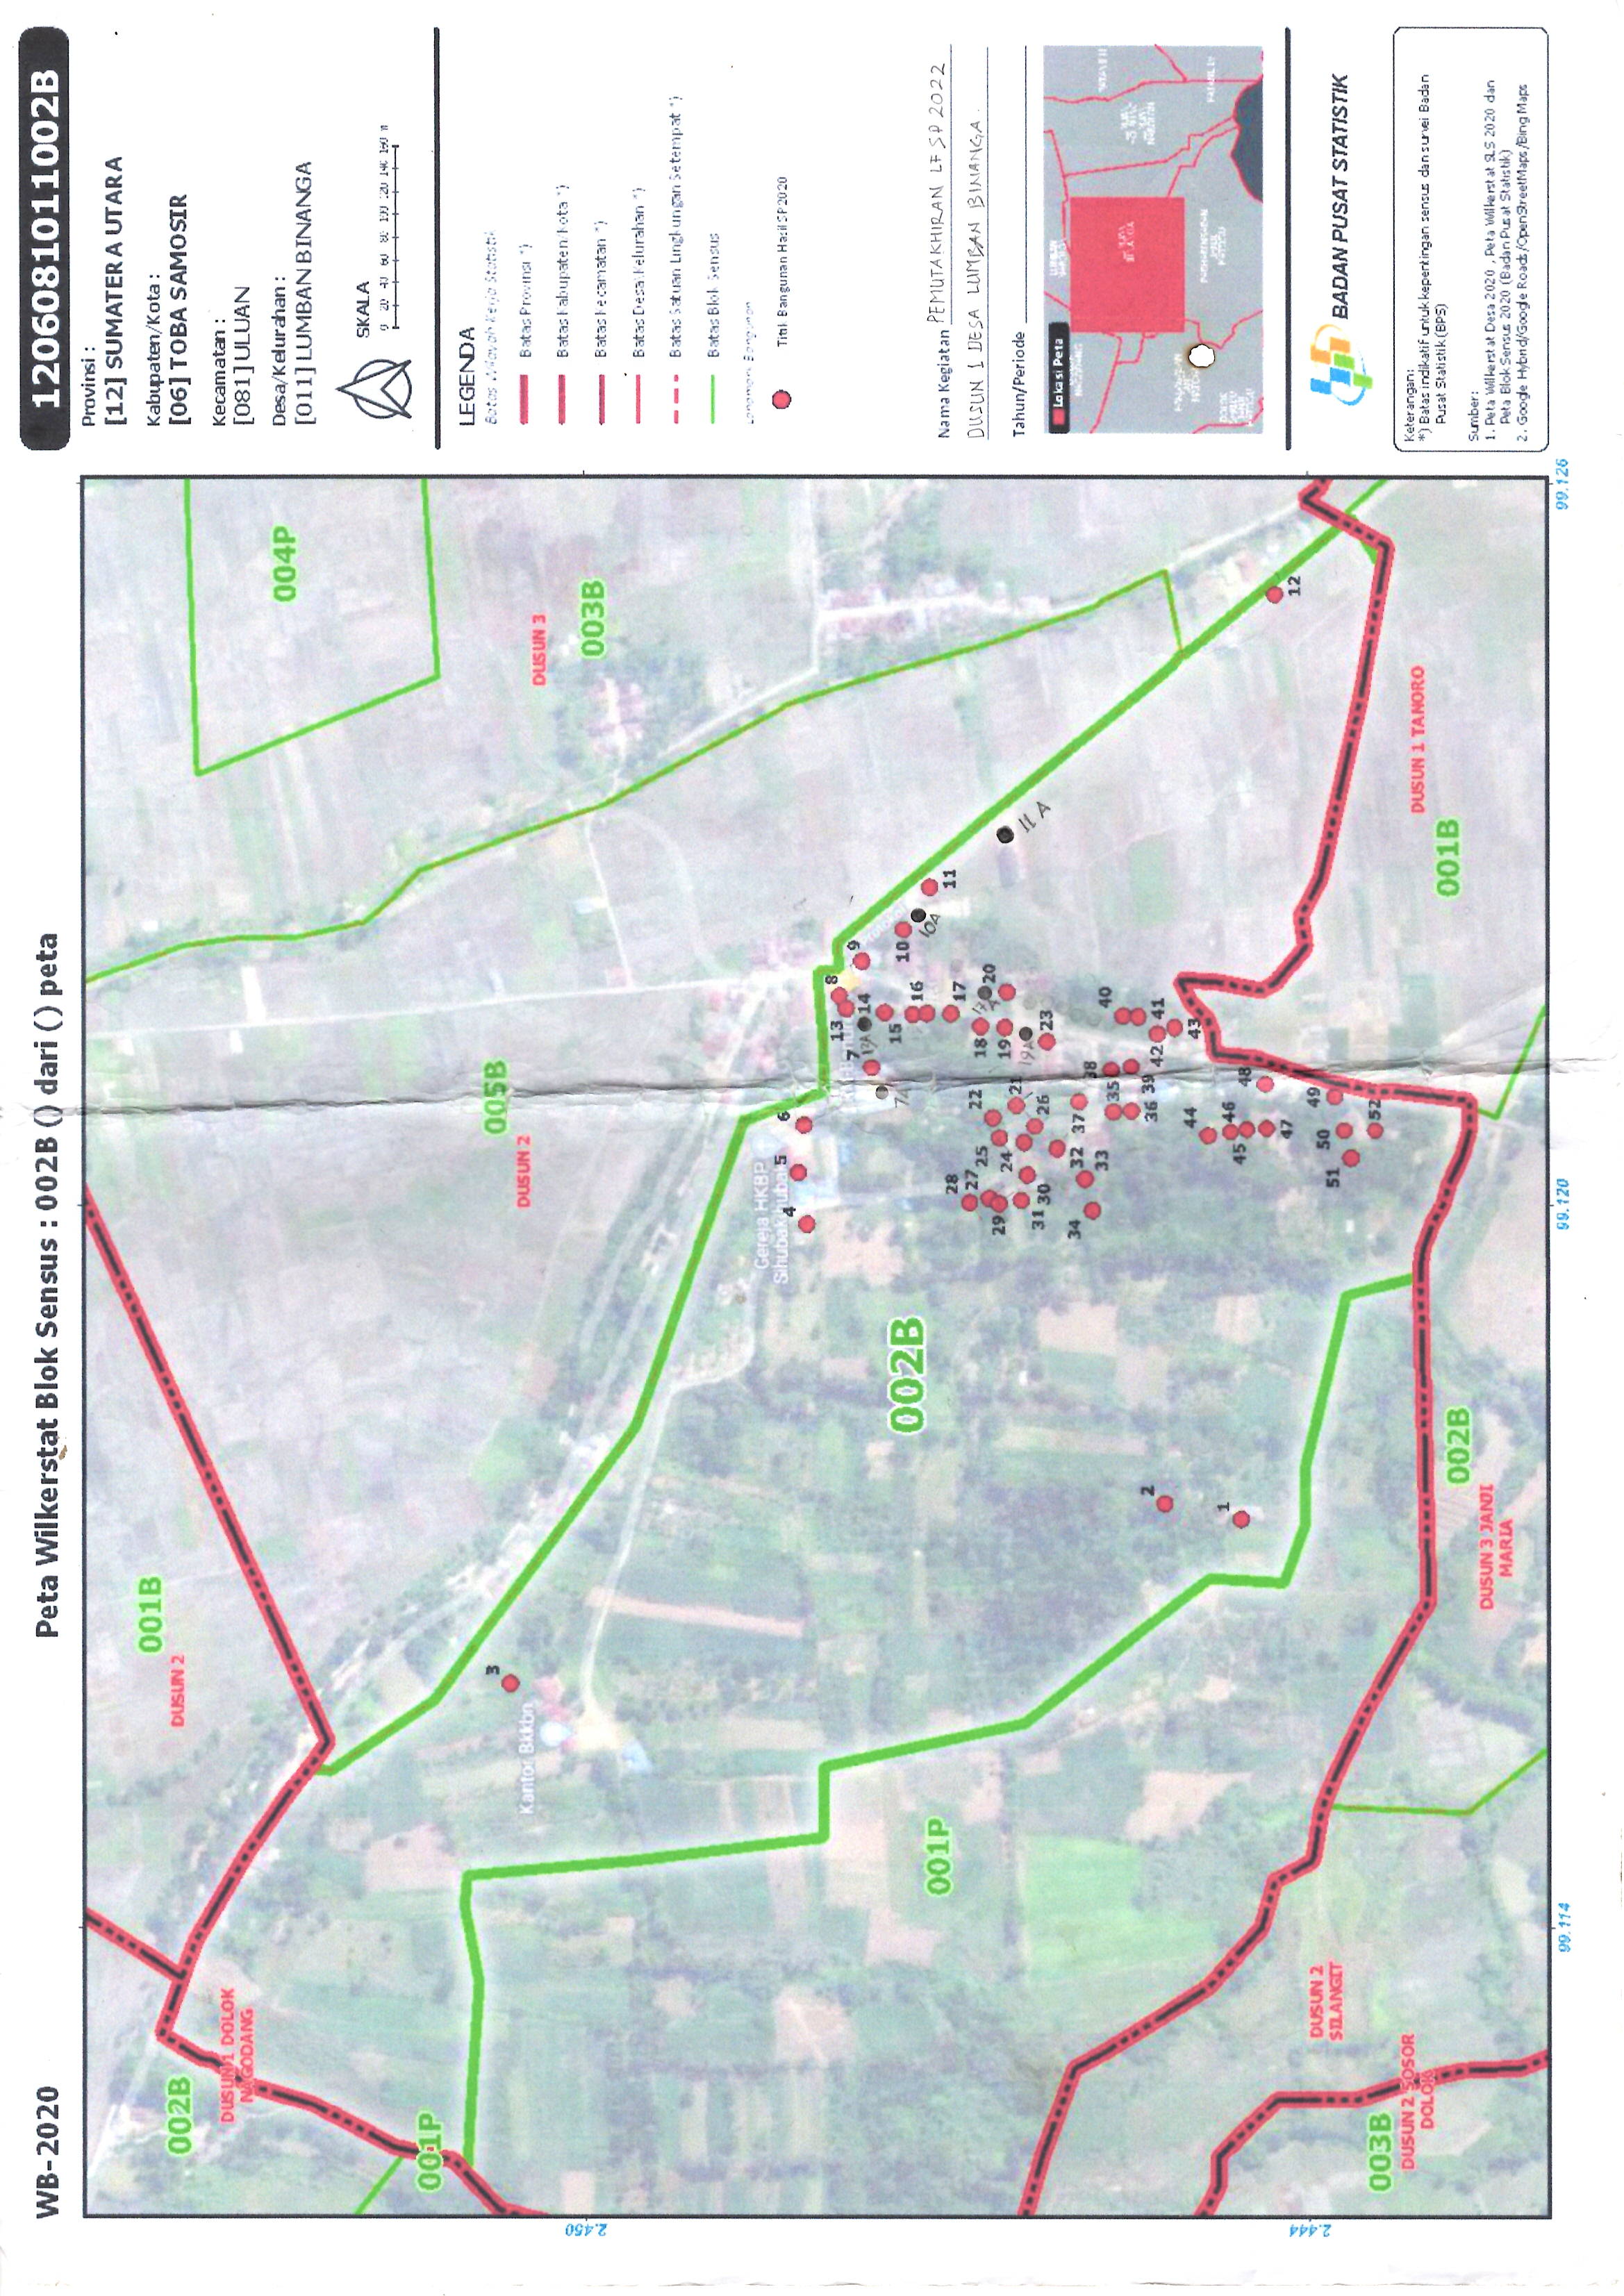 WB-2020
Peta Wilkerstat Blok Sensus : 002B () dari () peta
1206081011002B
Provinsi :
[12] SUMATERA UTARA
Kabupaten/Kota :
[06] TOBA SAMOSIR
Kecamatan :
[081] ULUAN
Desa/Kelurahan :
[011] LUMBAN BINANGA
SKALA
0 20 40 60 80 100 120 140 160 m
LEGENDA
Batas Wilayah Kerja Statistik
Batas Provinsi *)
Batas Kabupaten/Kota *)
Batas Kecamatan *)
Batas Desa/Kelurahan *)
Batas Satuan Lingkungan Setempat *)
Batas Blok Sensus
Landmark Bangunan
Titik Bangunan Hasil SP2020
Nama Kegiatan PEMUTAKHIRAN LF SP 2022
DUSUN 1 DESA LUMBAN BINANGA.
Tahun/Periode
Lokasi Peta
BADAN PUSAT STATISTIK
Keterangan:
*) Batas indikatif untuk kepentingan sensus dan survei Badan
Pusat Statistik (BPS)
Sumber:
1. Peta Wilkerstat Desa 2020 , Peta Wilkerstat SLS 2020 dan
Peta Blok Sensus 2020 (Badan Pusat Statistik)
2. Google Hybrid/Google Roads/OpenStreetMaps/Bing Maps
001B
DUSUN 2
002B
DUSUN 1 DOLOK
NAGODANG
004P
001P
005B
DUSUN 2
3
Kantor Bkkbn
DUSUN 3
003B
2.450
Gereja HKBP
4
5
6
13
8
7
13A
14
9
7A
15
10
16
10A
11
002B
001P
17
28
27
25
22
18
17A
20
29
24
19
21
19A
31
30
26
23
11 A
34
32
37
33
38
35
40
36
39
42
41
43
2
1
44
46
45
48
47
12
49
50
51
52
2.444
DUSUN 2
SILANGIT
003B
DUSUN 2 SOSOR
DOLOK
002B
DUSUN 3 JANJI
MARIA
DUSUN 1 TANORO
001B
99.114
99.120
99.126